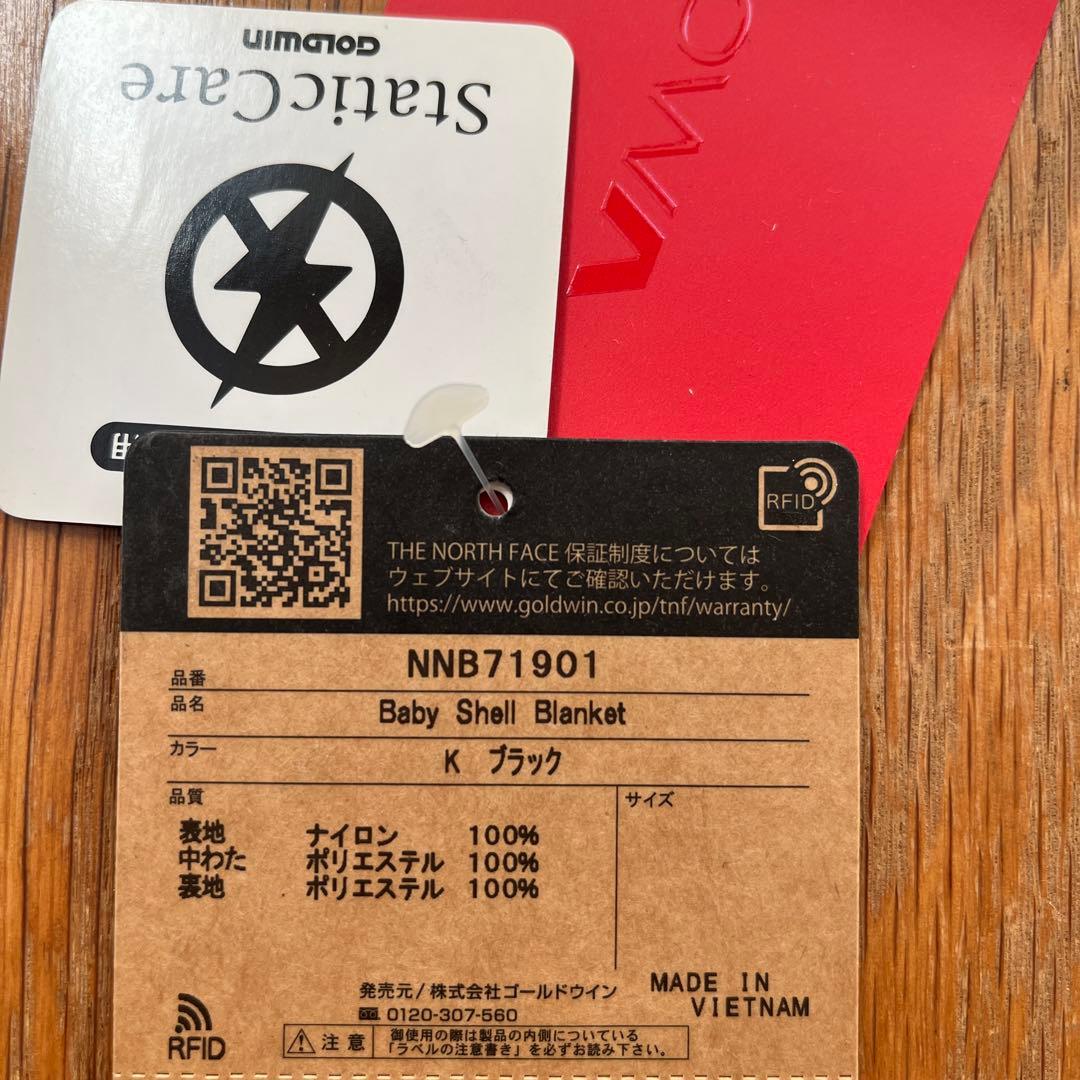 GOLDWIN
StaticCare
THE NORTH FACE 保証制度については
ウェブサイトにてご確認いただけます。
https://www.goldwin.co.jp/tnf/warranty/
RFID
品番 NNB71901
品名 Baby Shell Blanket
カラー K ブラック
品質
表地 ナイロン 100%
中わた ポリエステル 100%
裏地 ポリエステル 100%
サイズ
MADE IN
VIETNAM
発売元/株式会社ゴールドウイン
0120-307-560
RFID
注意
御使用の際は製品の内側についている
「ラベルの注意書き」を必ずお読み下さい。